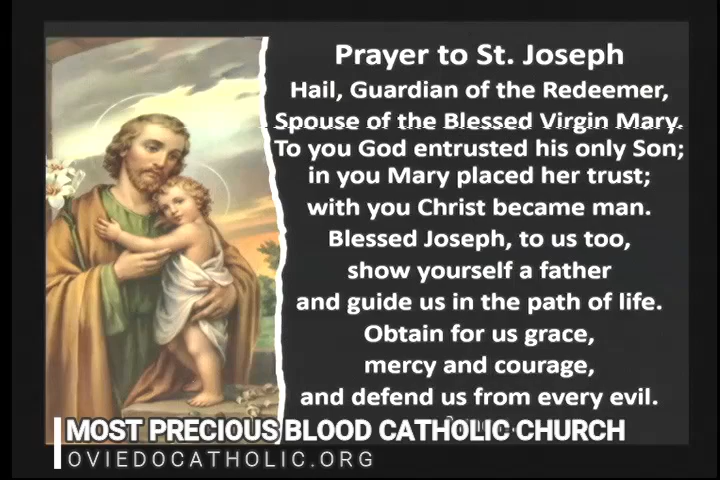 Prayer to St. Joseph
Hail, Guardian of the Redeemer,
Spouse of the Blessed Virgin Mary.
To you God entrusted his only Son;
in you Mary placed her trust;
with you Christ became man.
Blessed Joseph, to us too,
show yourself a father
and guide us in the path of life.
Obtain for us grace,
mercy and courage,
and defend us from every evil.
MOST PRECIOUS BLOOD CATHOLIC CHURCH
OVIEDOCATHOLIC.ORG